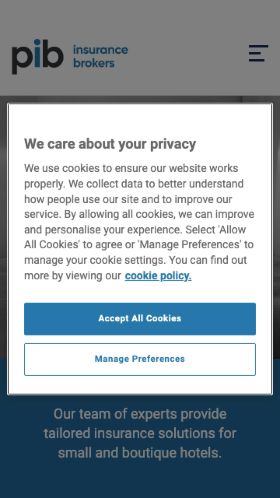 pib insurance
brokers
We care about your privacy
We use cookies to ensure our website works
properly. We collect data to better understand
how people use our site and to improve our
service. By allowing all cookies, we can improve
and personalise your experience. Select 'Allow
All Cookies' to agree or 'Manage Preferences' to
manage your cookie settings. You can find out
more by viewing our cookie policy.
Accept All Cookies
Manage Preferences
Our team of experts provide
tailored insurance solutions for
small and boutique hotels.